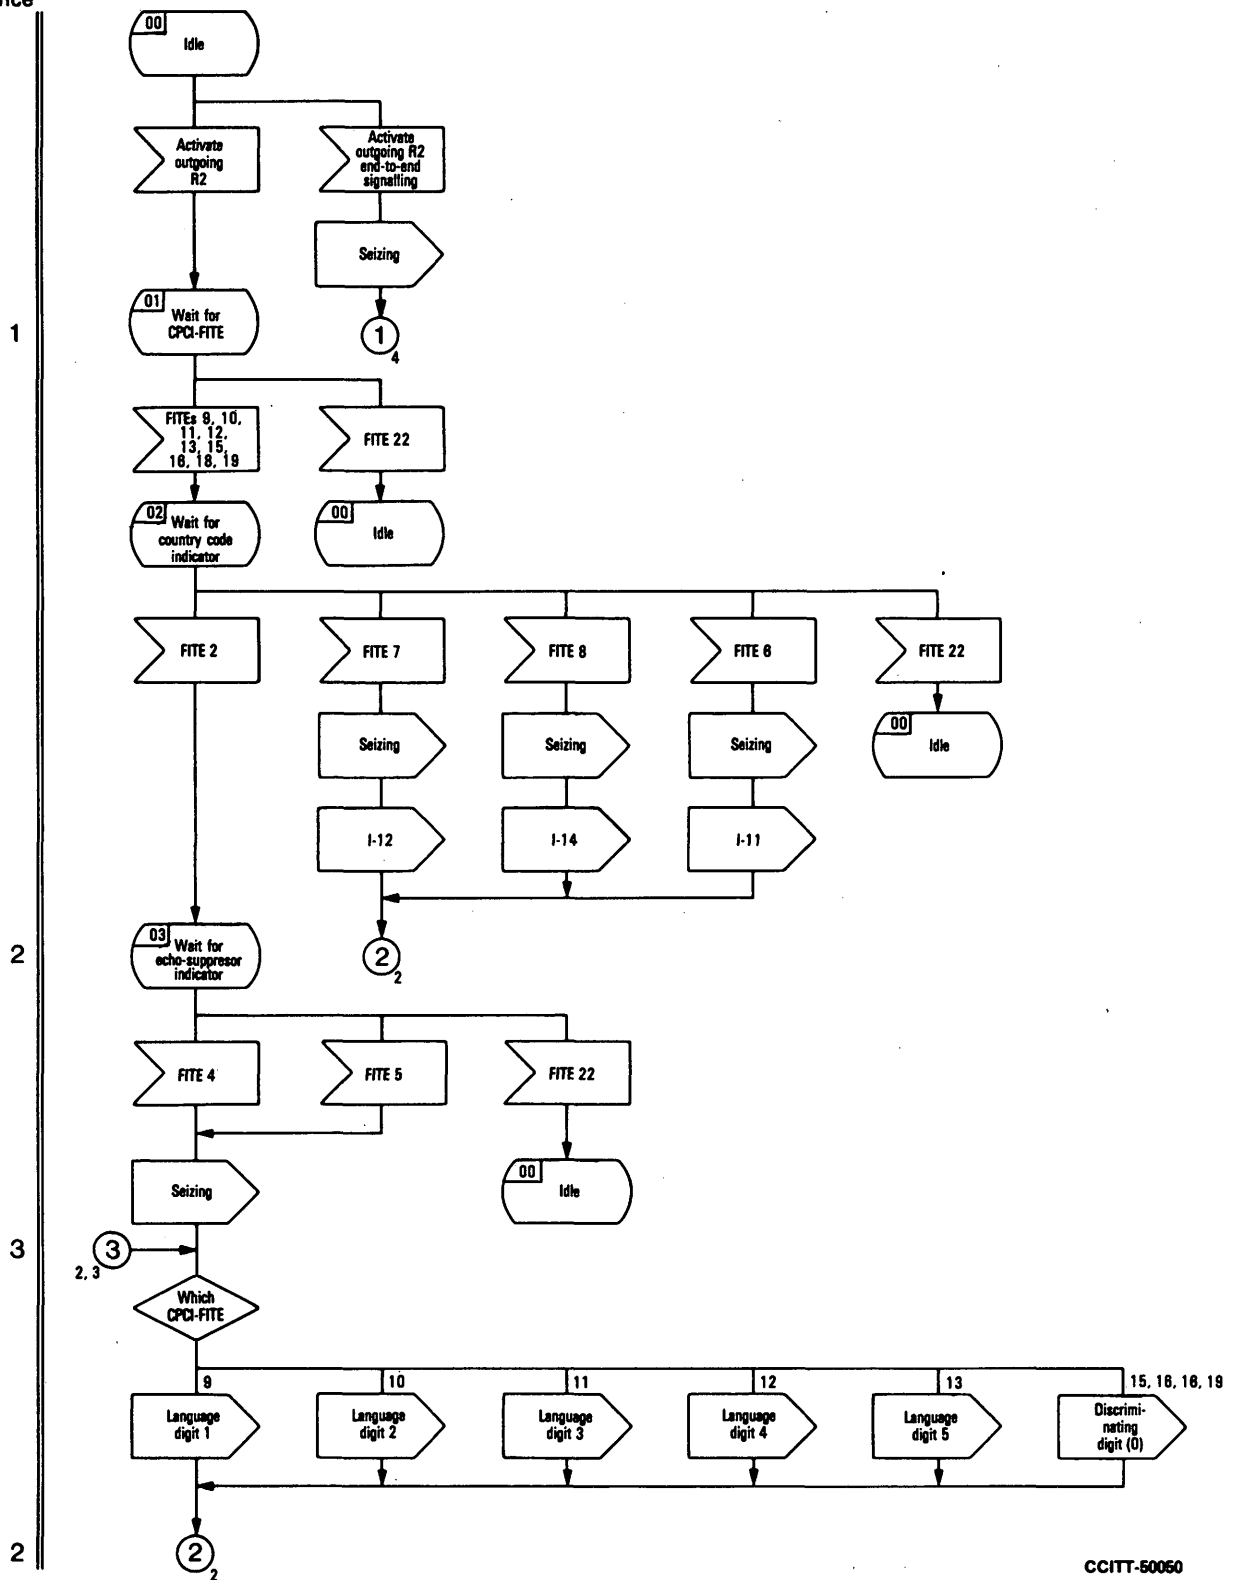 00
Idle
Activate
outgoing
R2
Activate
outgoing R2
end-to-end
signalling
Seizing
01
Wait for
CPCI-FITE
1
1
4
FITEs 9, 10,
11, 12,
13, 15,
16, 18, 19
FITE 22
02
Wait for
country code
indicator
00
Idle
FITE 2
FITE 7
FITE 8
FITE 6
FITE 22
Seizing
Seizing
Seizing
00
Idle
I-12
I-14
I-11
2
03
Wait for
echo-suppresor
indicator
2
2
FITE 4
FITE 5
FITE 22
Seizing
00
Idle
3
3
2, 3
Which
CPCI-FITE
9
10
11
12
13
15, 16, 16, 19
Language
digit 1
Language
digit 2
Language
digit 3
Language
digit 4
Language
digit 5
Discrimi-
nating
digit (0)
2
2
2
CCITT-50050